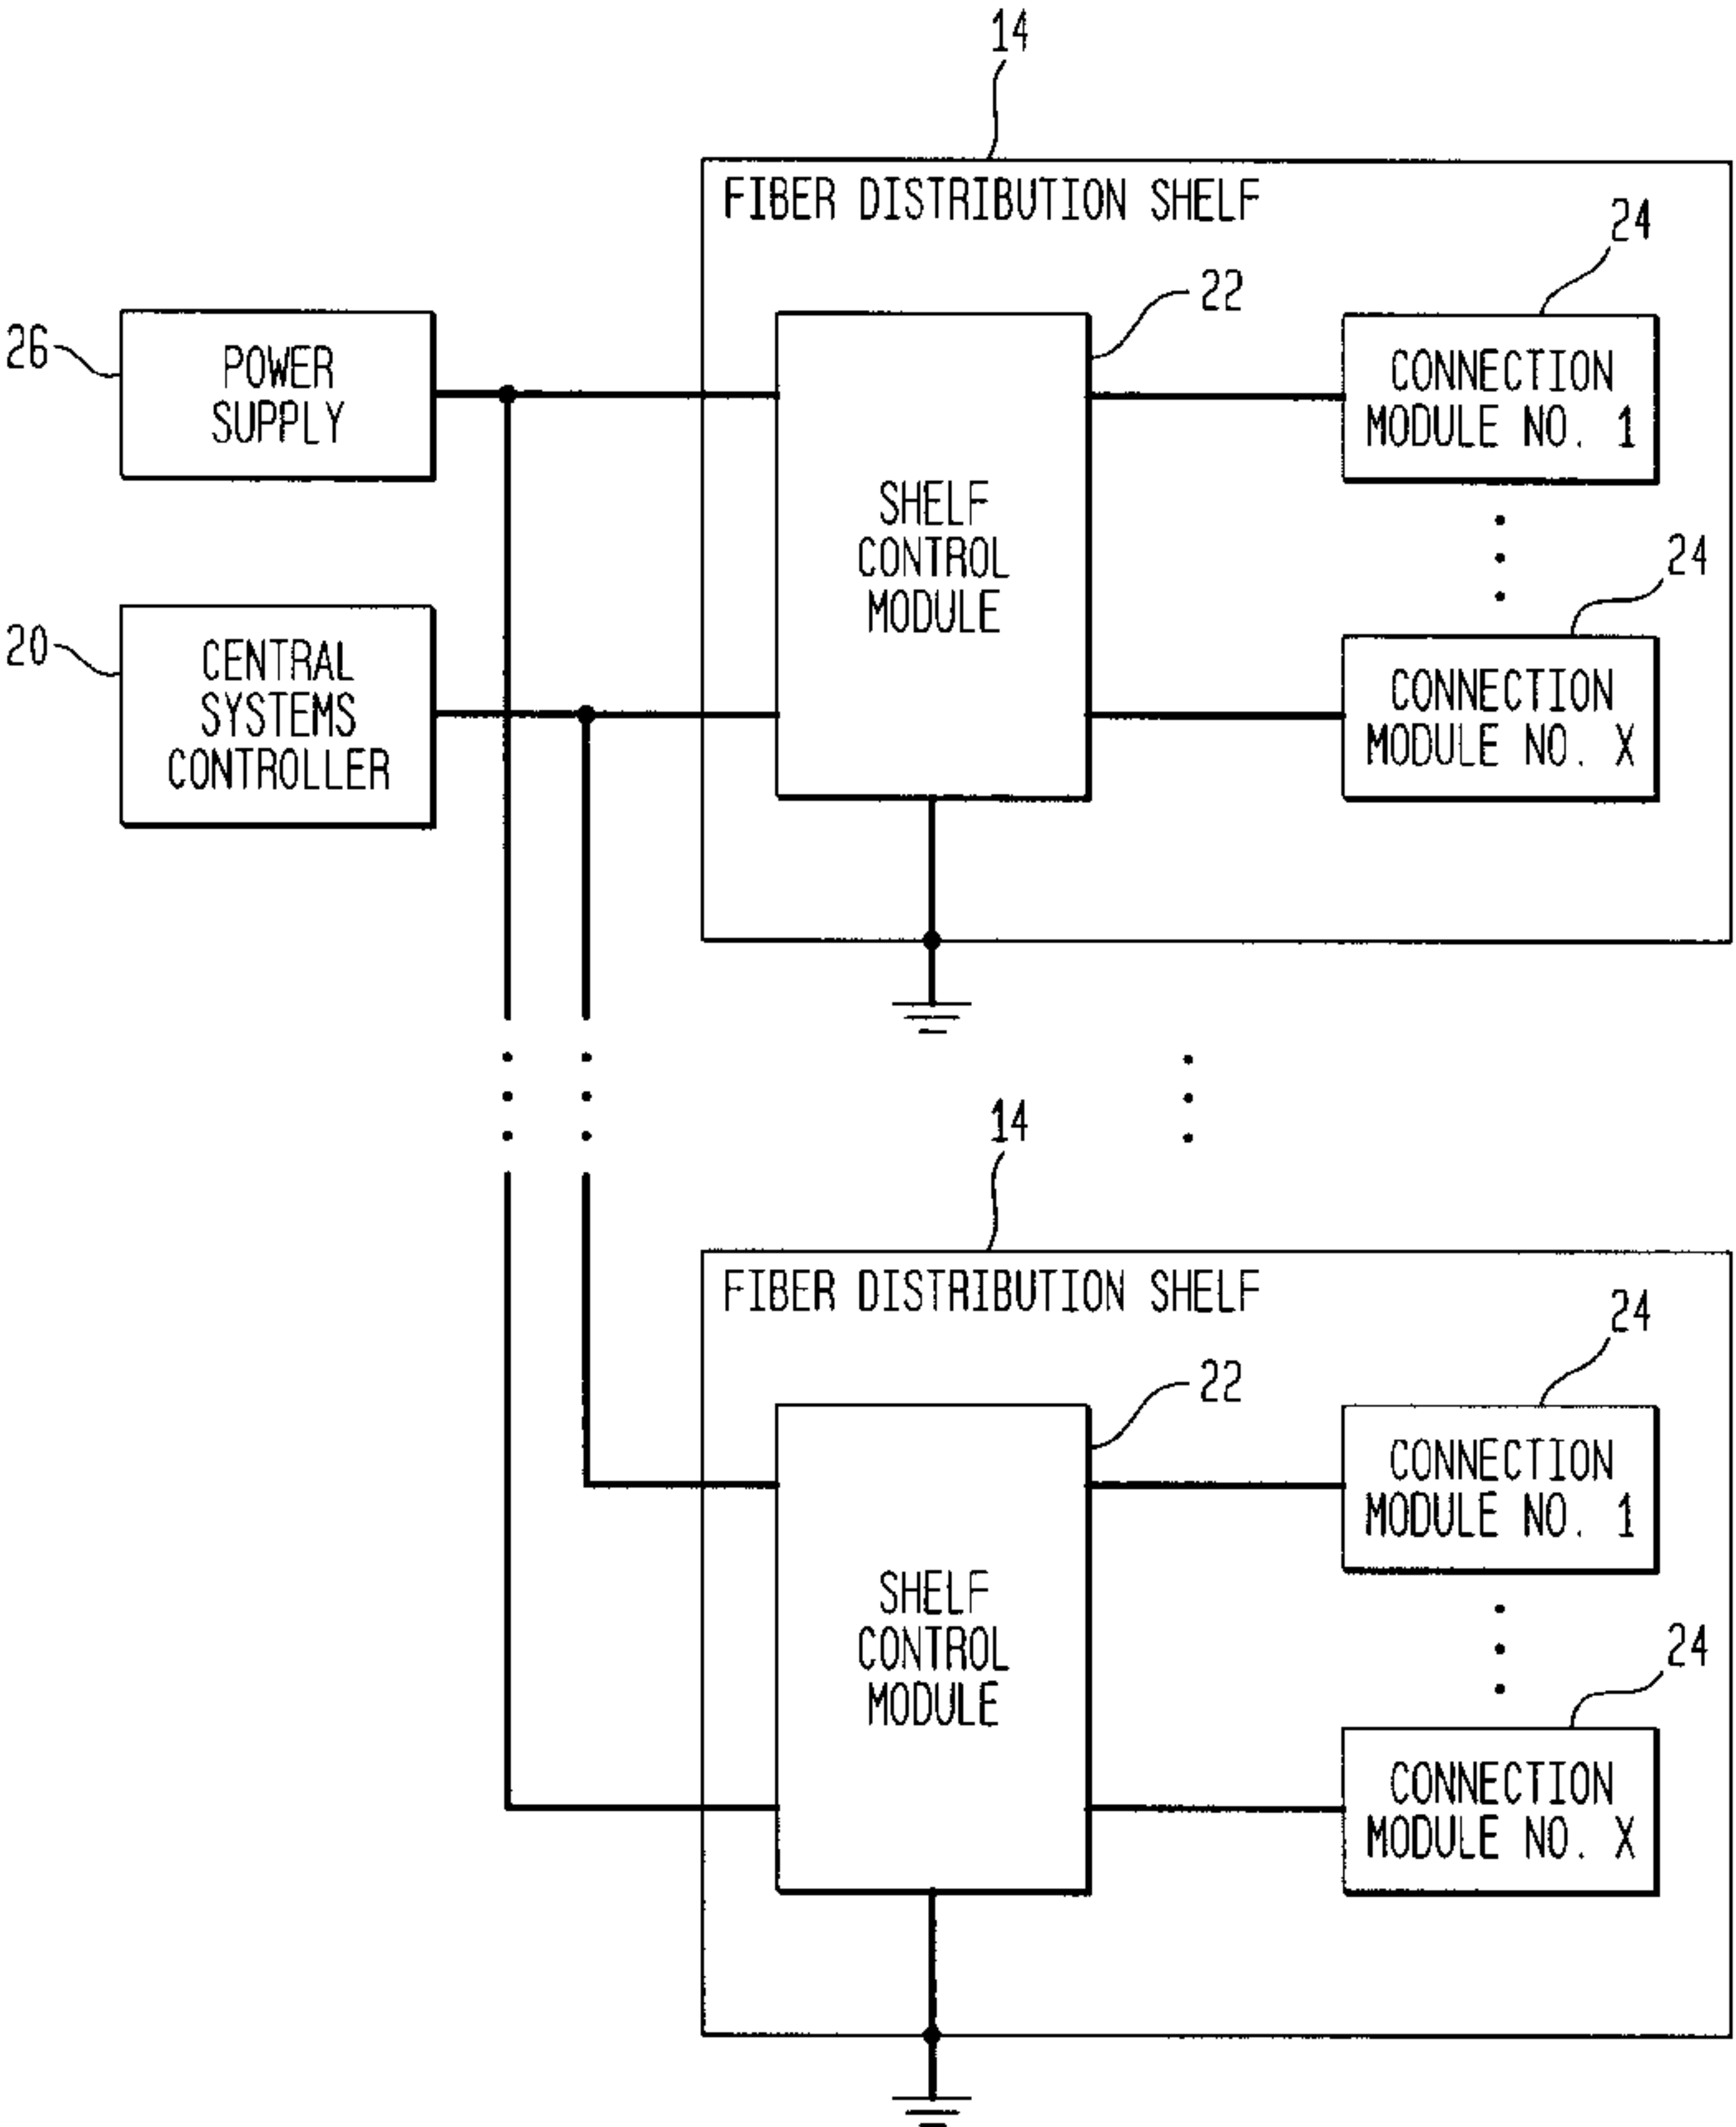 14
FIBER DISTRIBUTION SHELF
24
22
26
POWER
SUPPLY
CONNECTION
MODULE NO. 1
SHELF
CONTROL
MODULE
24
20
CENTRAL
SYSTEMS
CONTROLLER
CONNECTION
MODULE NO. X
14
FIBER DISTRIBUTION SHELF
24
22
CONNECTION
MODULE NO. 1
SHELF
CONTROL
MODULE
24
CONNECTION
MODULE NO. X